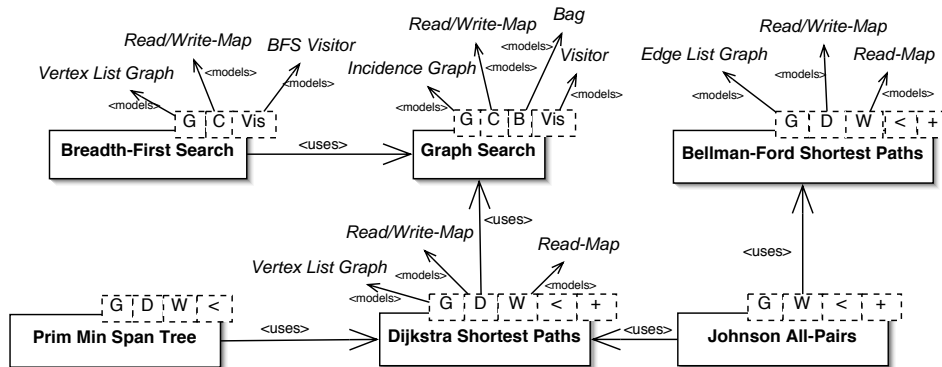 Bag
Read/Write-Map
BFS Visitor
Read/Write-Map
<models>
Visitor
Read/Write-Map
Vertex List Graph
<models>
<models>
Incidence Graph
<models>
<models>
Edge List Graph
<models>
Read-Map
<models>
<models>
<models>
<models>
G C Vis
G C B Vis
G D W < +
Breadth-First Search
<uses>
Graph Search
Bellman-Ford Shortest Paths
Read/Write-Map
<uses>
Read-Map
<uses>
Vertex List Graph
<models>
<models>
<models>
G D W <
G D W < +
G W < +
Prim Min Span Tree
<uses>
Dijkstra Shortest Paths
<uses>
Johnson All-Pairs